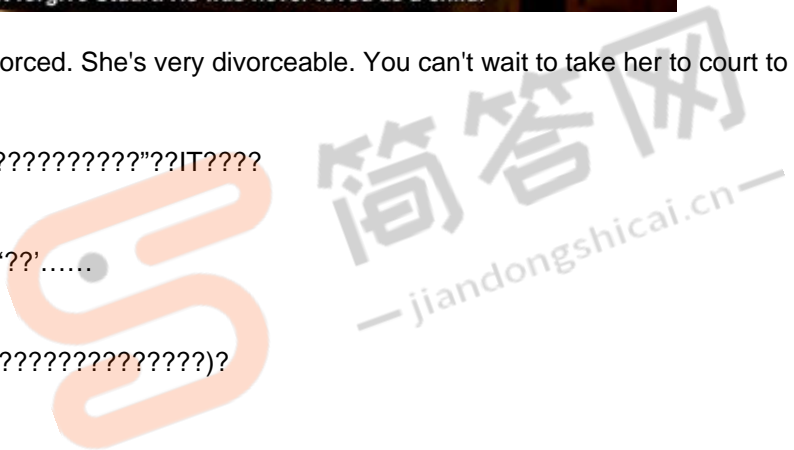 orced. She's very divorceable. You can't wait to take her to court to
??????????”??IT????
‘??’……
??????????????)?
简答网
jiandongshicai.cn